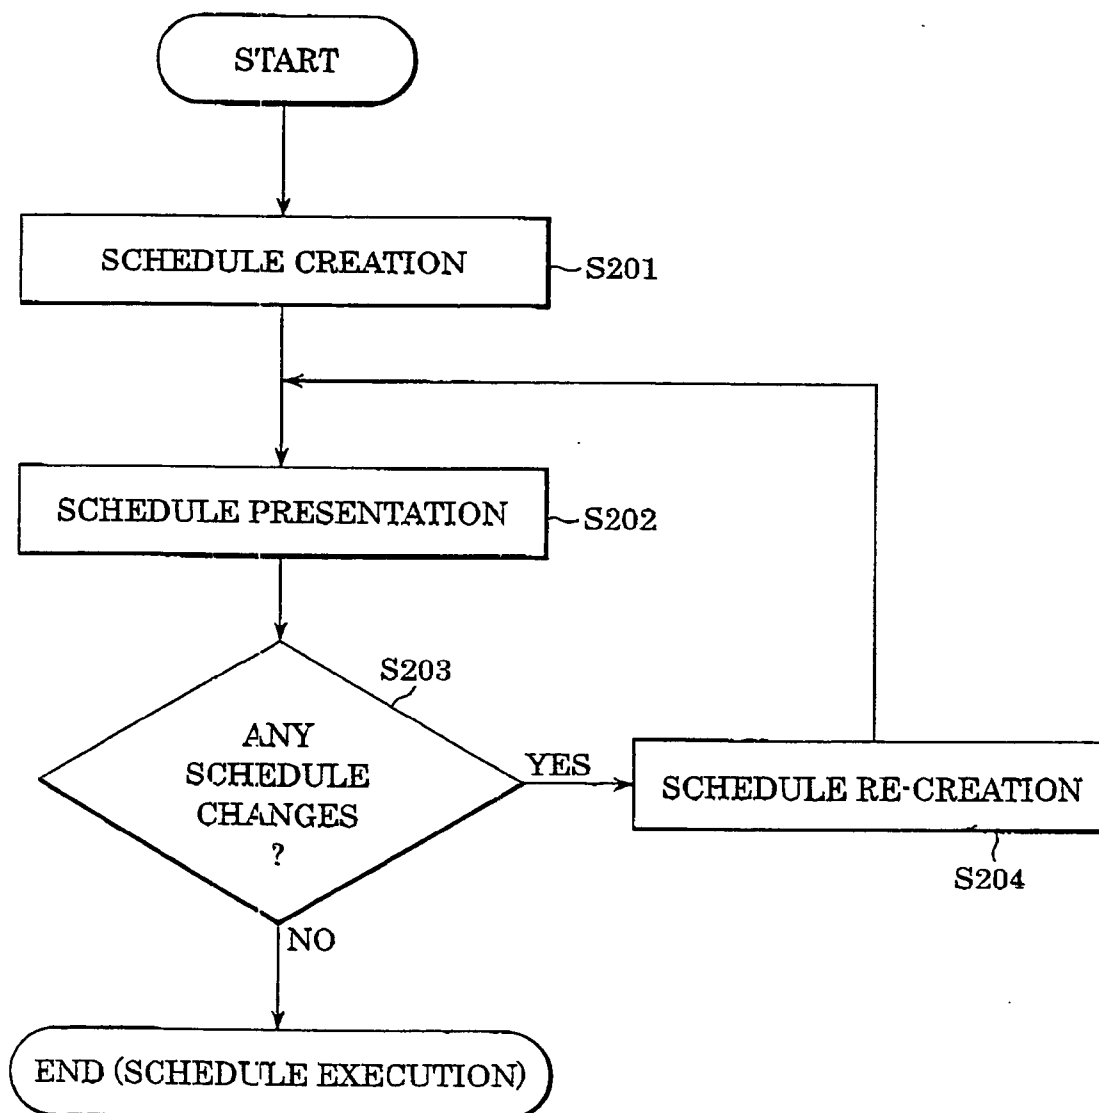 START
SCHEDULE CREATION
S201
SCHEDULE PRESENTATION
S202
S203
ANY
SCHEDULE
CHANGES
?
YES
SCHEDULE RE-CREATION
S204
NO
END (SCHEDULE EXECUTION)